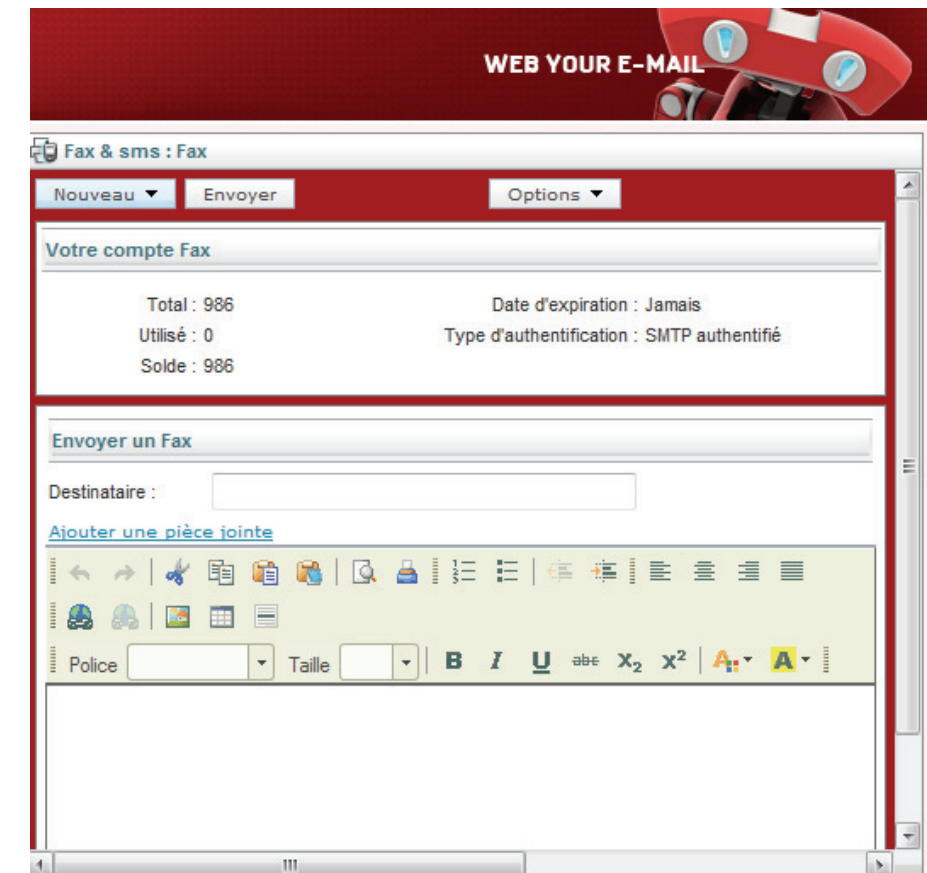 WEB YOUR E-MAIL
Fax & sms : Fax
Nouveau Envoyer Options
Votre compte Fax
Total : 986 Date d'expiration : Jamais
Utilisé : 0 Type d'authentification : SMTP authentifié
Solde : 986
Envoyer un Fax
Destinataire :
Ajouter une pièce jointe
Police Taille B I U abc X₂ X² A A